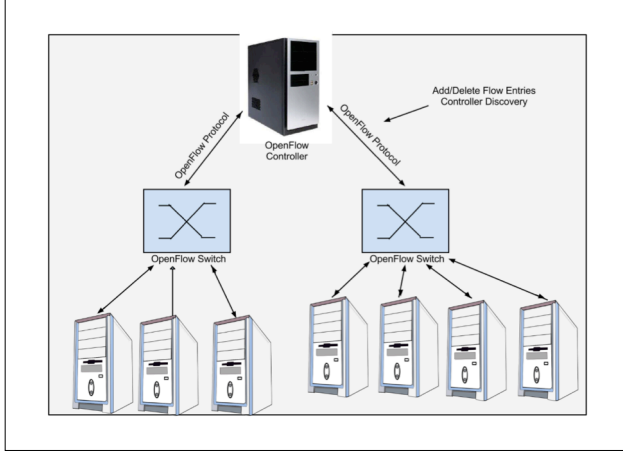 Add/Delete Flow Entries
Controller Discovery
OpenFlow Protocol
OpenFlow Protocol
OpenFlow
Controller
OpenFlow Switch
OpenFlow Switch